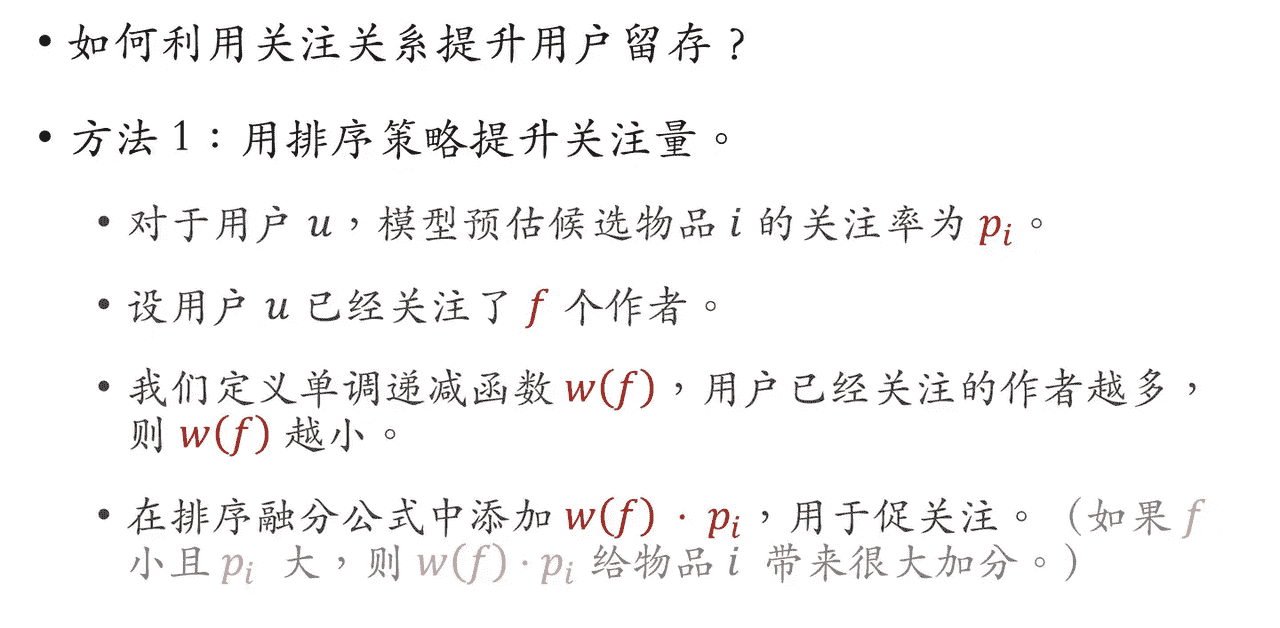 • 如何利用关注关系提升用户留存？
• 方法 1：用排序策略提升关注量。
• 对于用户 u，模型预估候选物品 i 的关注率为 pᵢ。
• 设用户 u 已经关注了 f 个作者。
• 我们定义单调递减函数 w(f)，用户已经关注的作者越多，
则 w(f) 越小。
• 在排序融分公式中添加 w(f) · pᵢ，用于促关注。（如果 f
小且 pᵢ 大，则 w(f) · pᵢ 给物品 i 带来很大加分。）